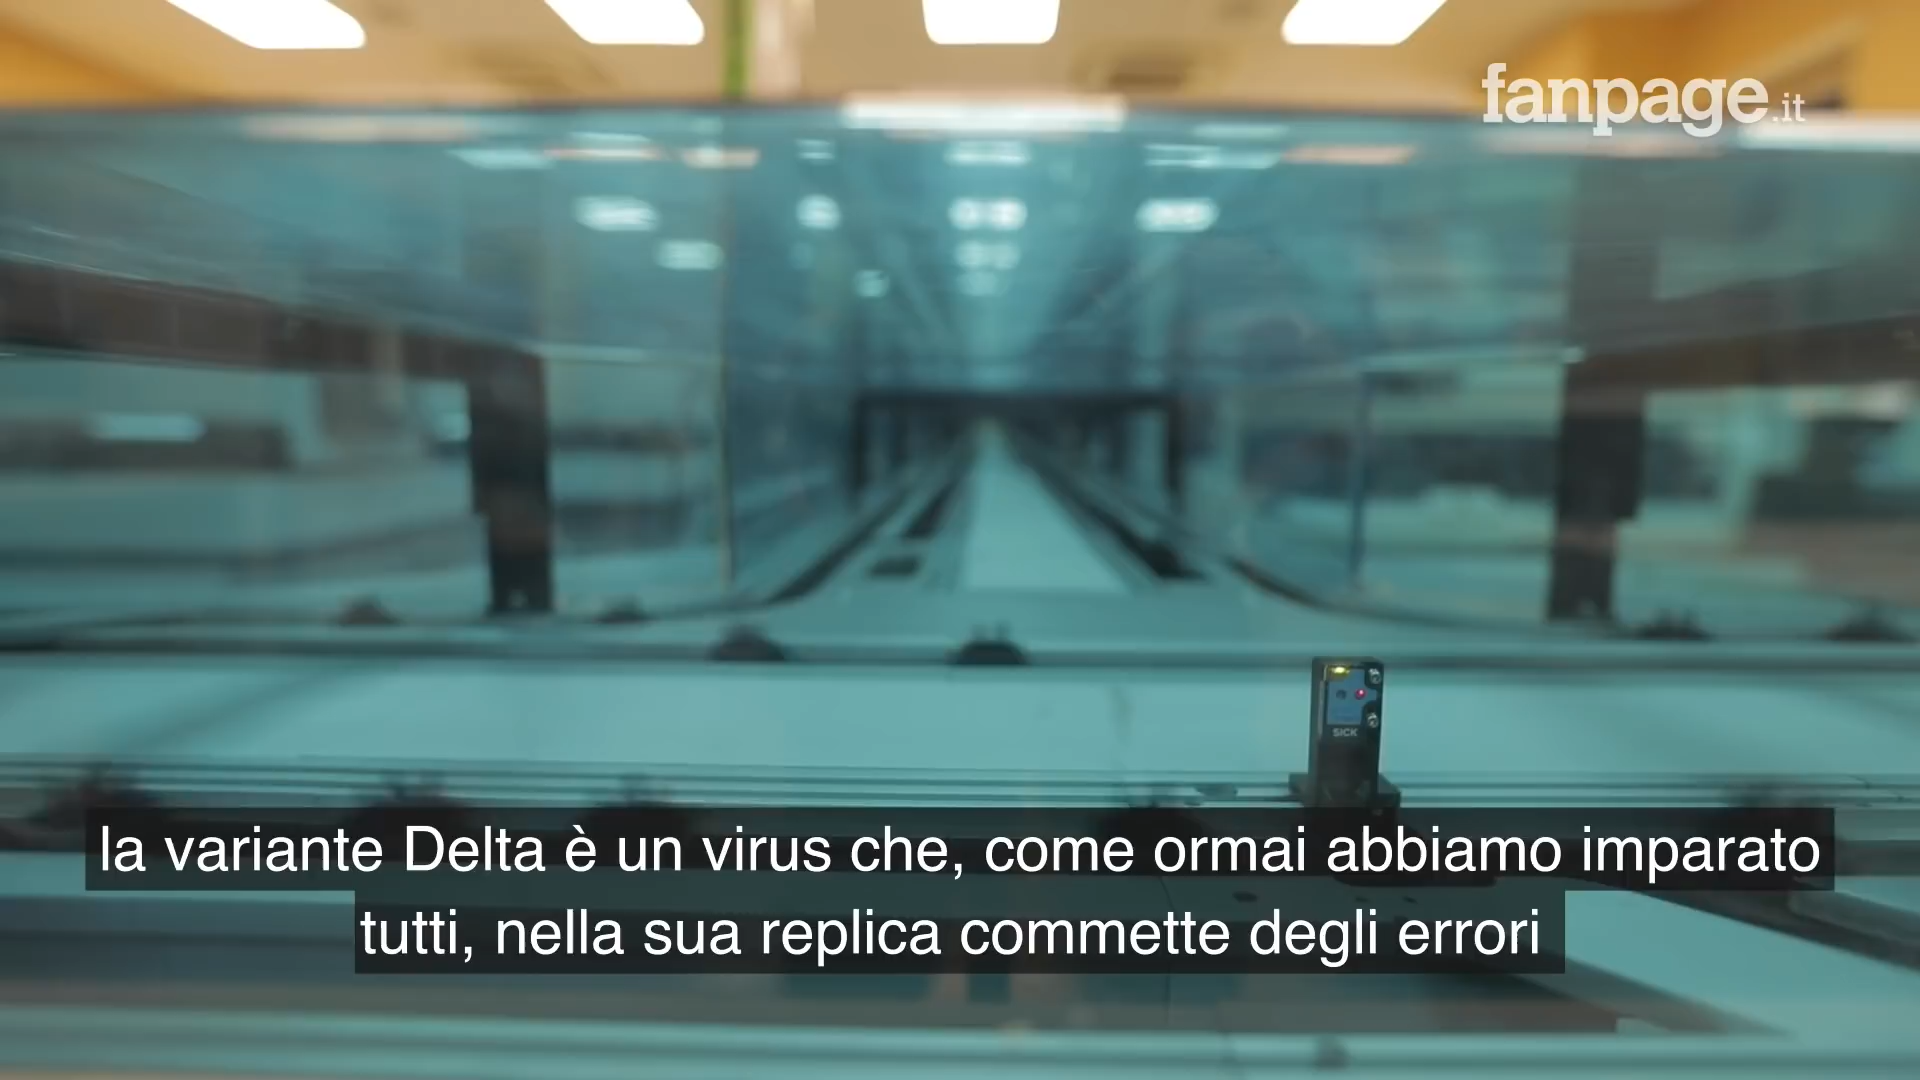 fanpage.it
SICK
la variante Delta è un virus che, come ormai abbiamo imparato
tutti, nella sua replica commette degli errori